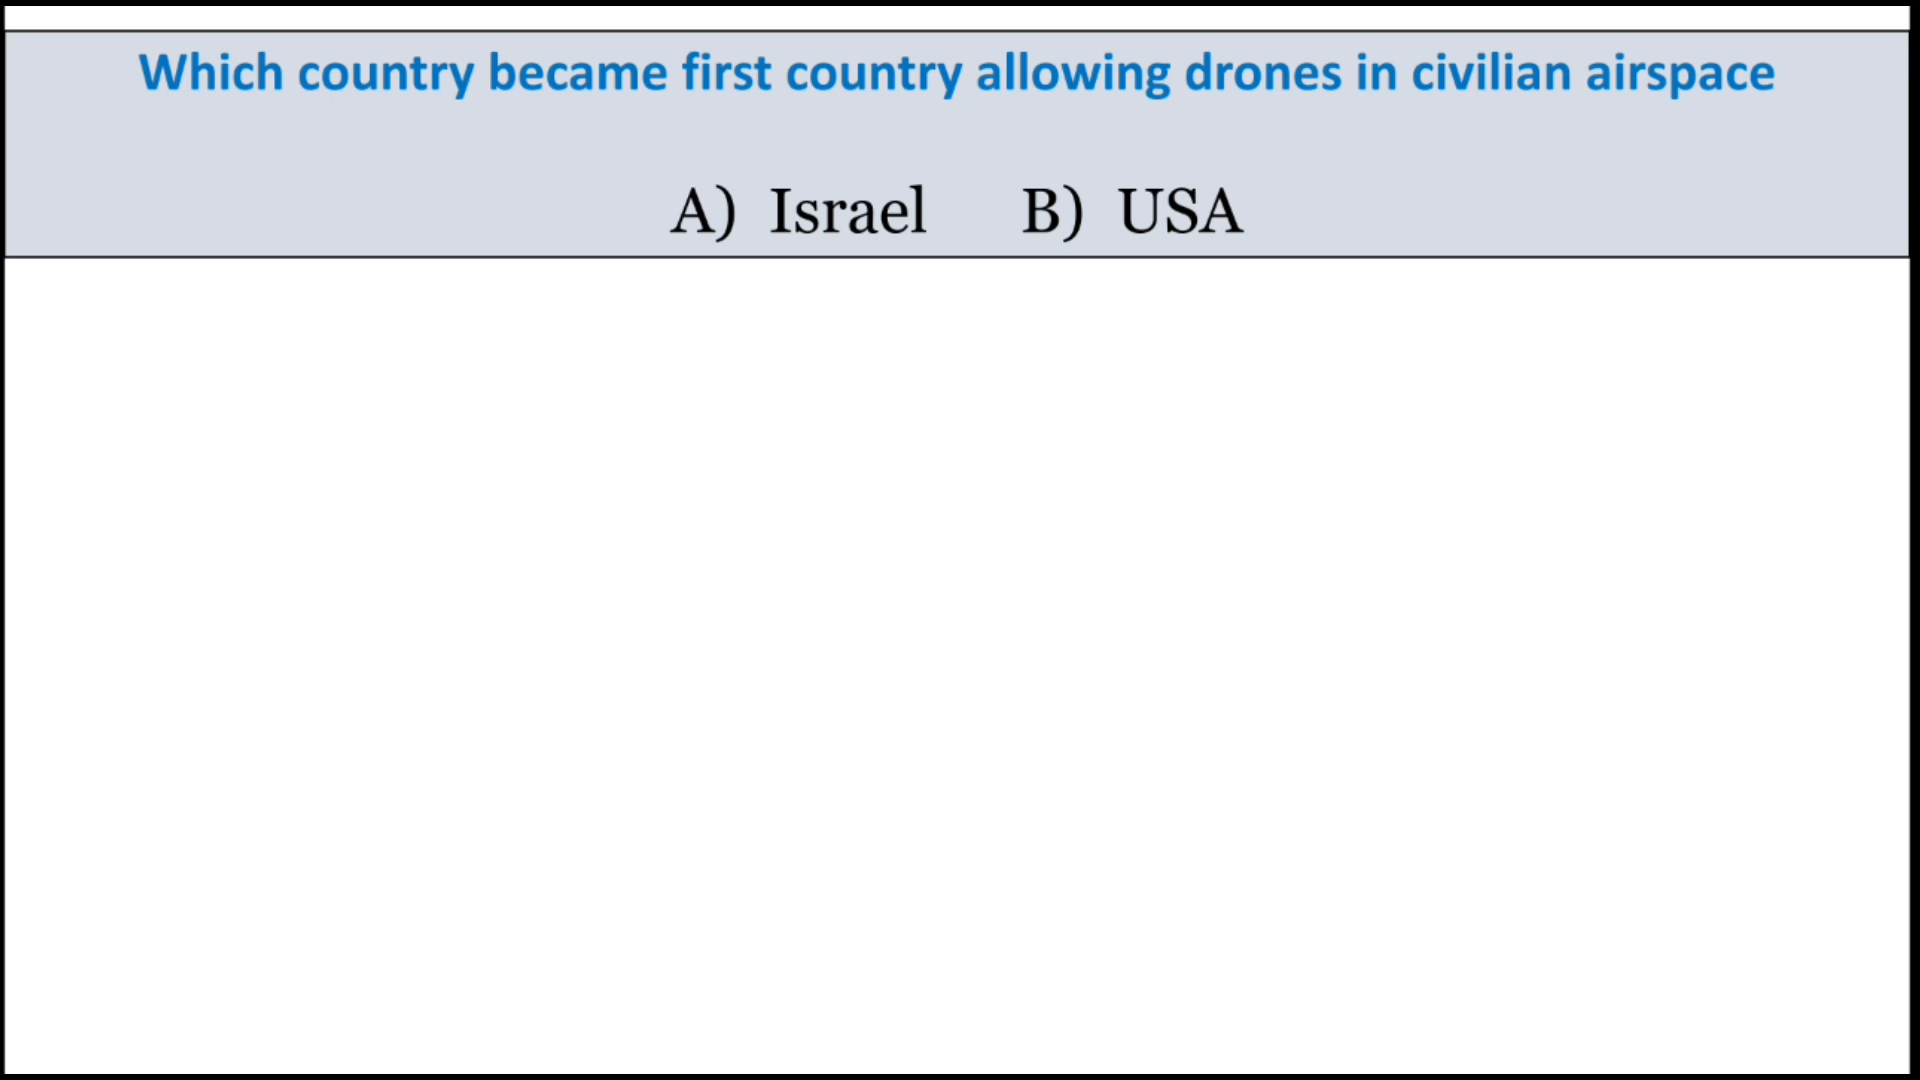 Which country became first country allowing drones in civilian airspace
A) Israel B) USA